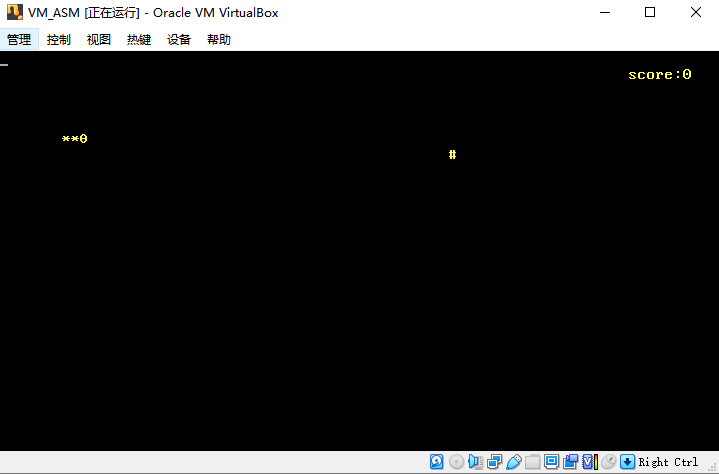 VM_ASM [正在运行] - Oracle VM VirtualBox
管理 控制 视图 热键 设备 帮助
score:0
**θ
#
Right Ctrl